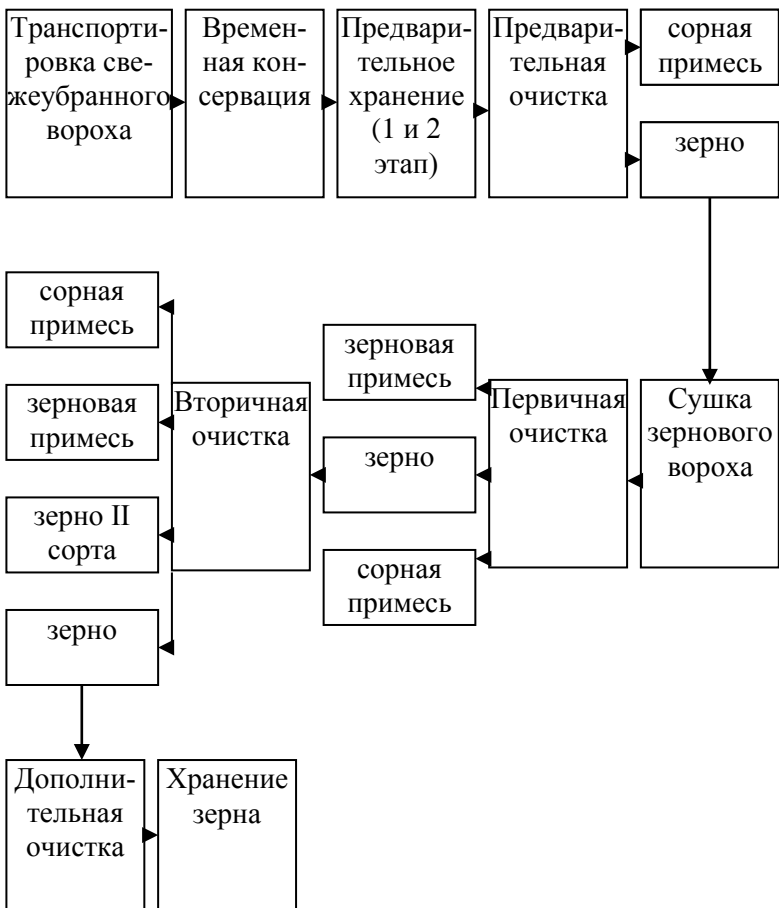 Транспорти-
ровка све-
жеубранного
вороха
Времен-
ная кон-
сервация
Предвари-
тельное
хранение
(1 и 2
этап)
Предвари-
тельная
очистка
сорная
примесь
зерно
сорная
примесь
зерновая
примесь
зерно II
сорта
зерно
Вторичная
очистка
зерновая
примесь
зерно
сорная
примесь
Первичная
очистка
Сушка
зернового
вороха
Дополни-
тельная
очистка
Хранение
зерна